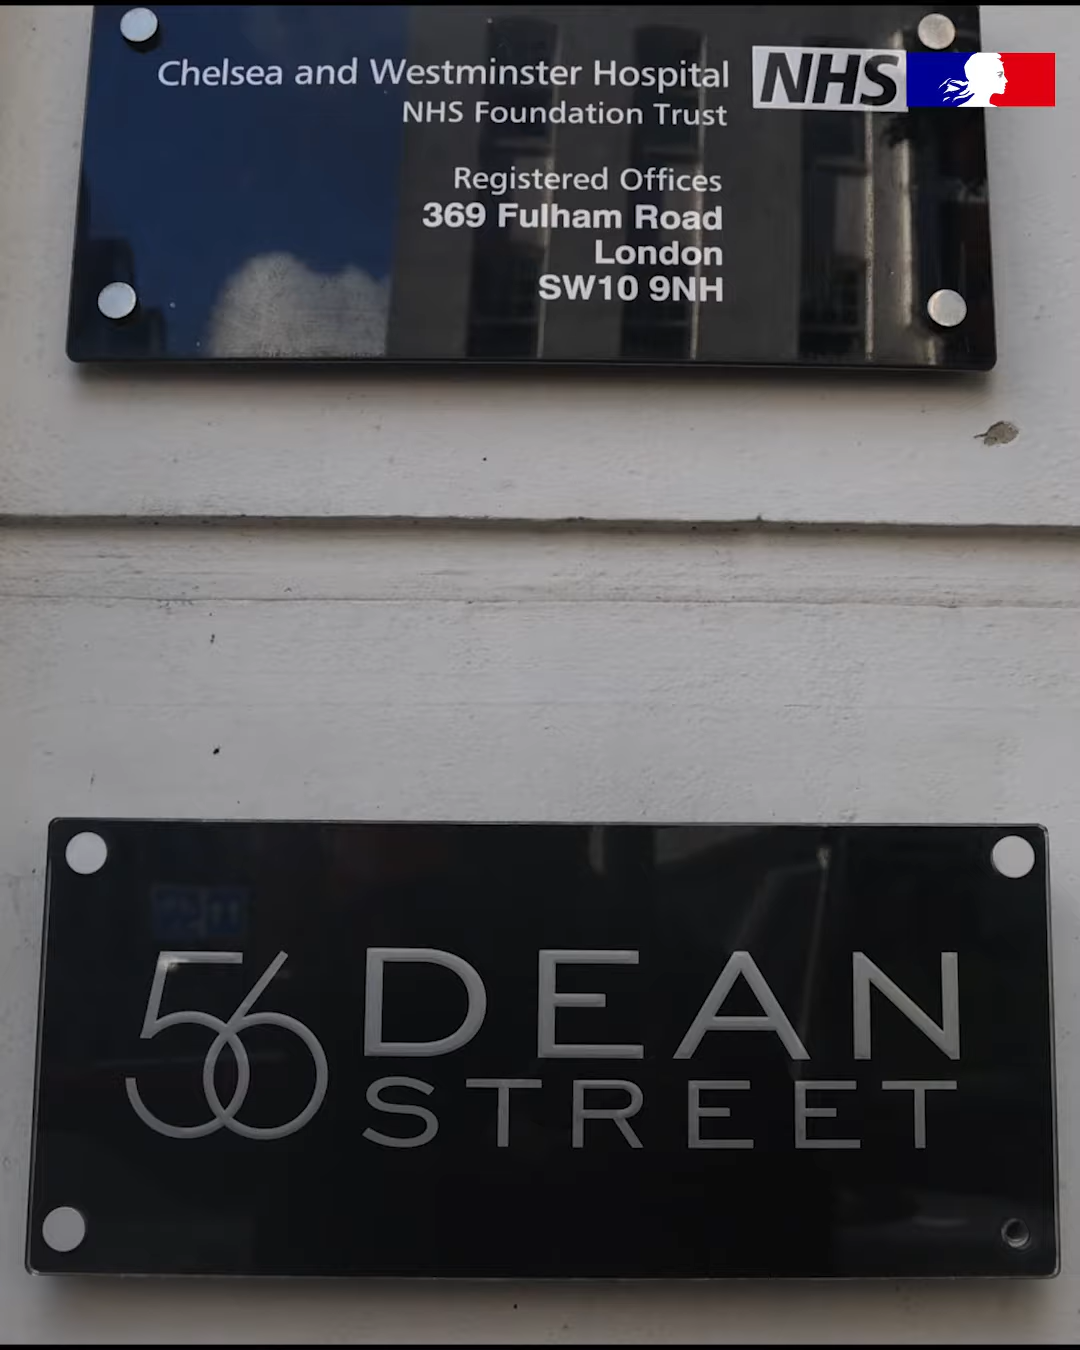 Chelsea and Westminster Hospital NHS
NHS Foundation Trust
Registered Offices
369 Fulham Road
London
SW10 9NH
56 DEAN
STREET